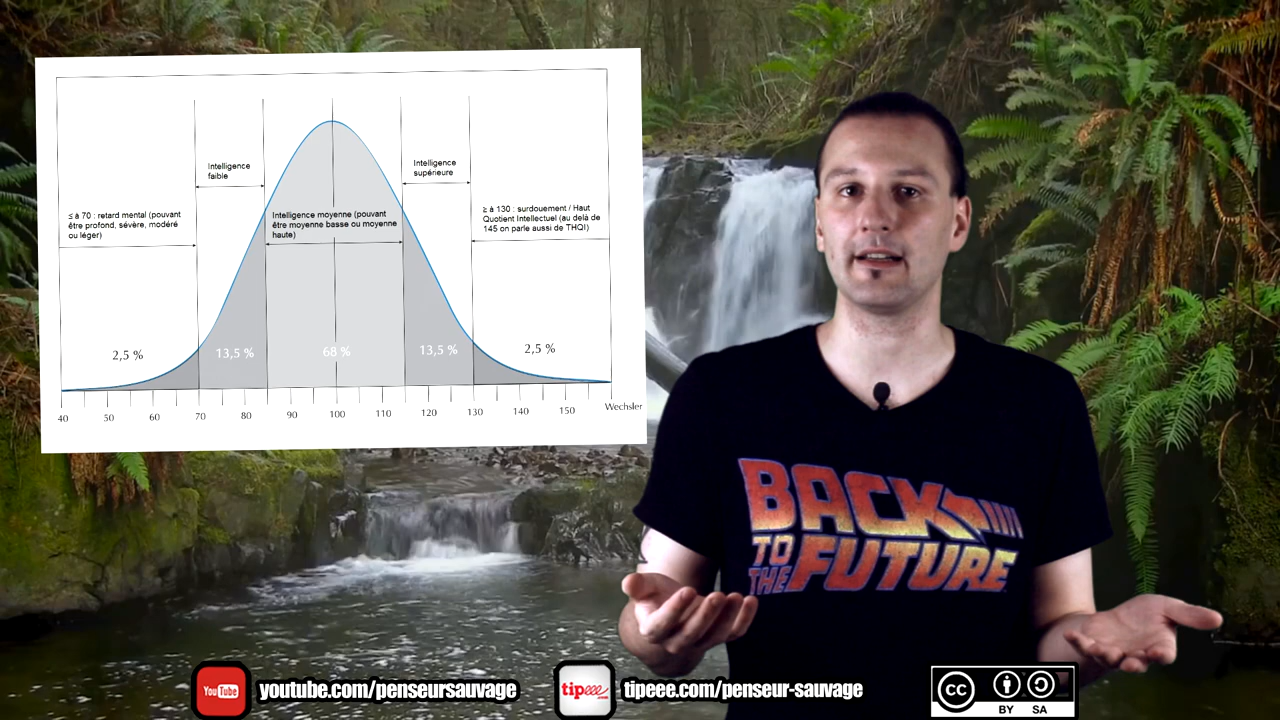 Intelligence
faible
Intelligence
supérieure
≤ à 70 : retard mental (pouvant
être profond, sévère, modéré
ou léger)
Intelligence moyenne (pouvant
être moyenne basse ou moyenne
haute)
≥ à 130 : surdouement / Haut
Quotient Intellectuel (au delà de
145 on parle aussi de THQI)
2,5 %
13,5 %
68 %
13,5 %
2,5 %
40 50 60 70 80 90 100 110 120 130 140 150 Wechsler
BACK
TO THE FUTURE
YouTube
youtube.com/penseursauvage
tipeee.com
tipeee.com/penseur-sauvage
cc
BY SA